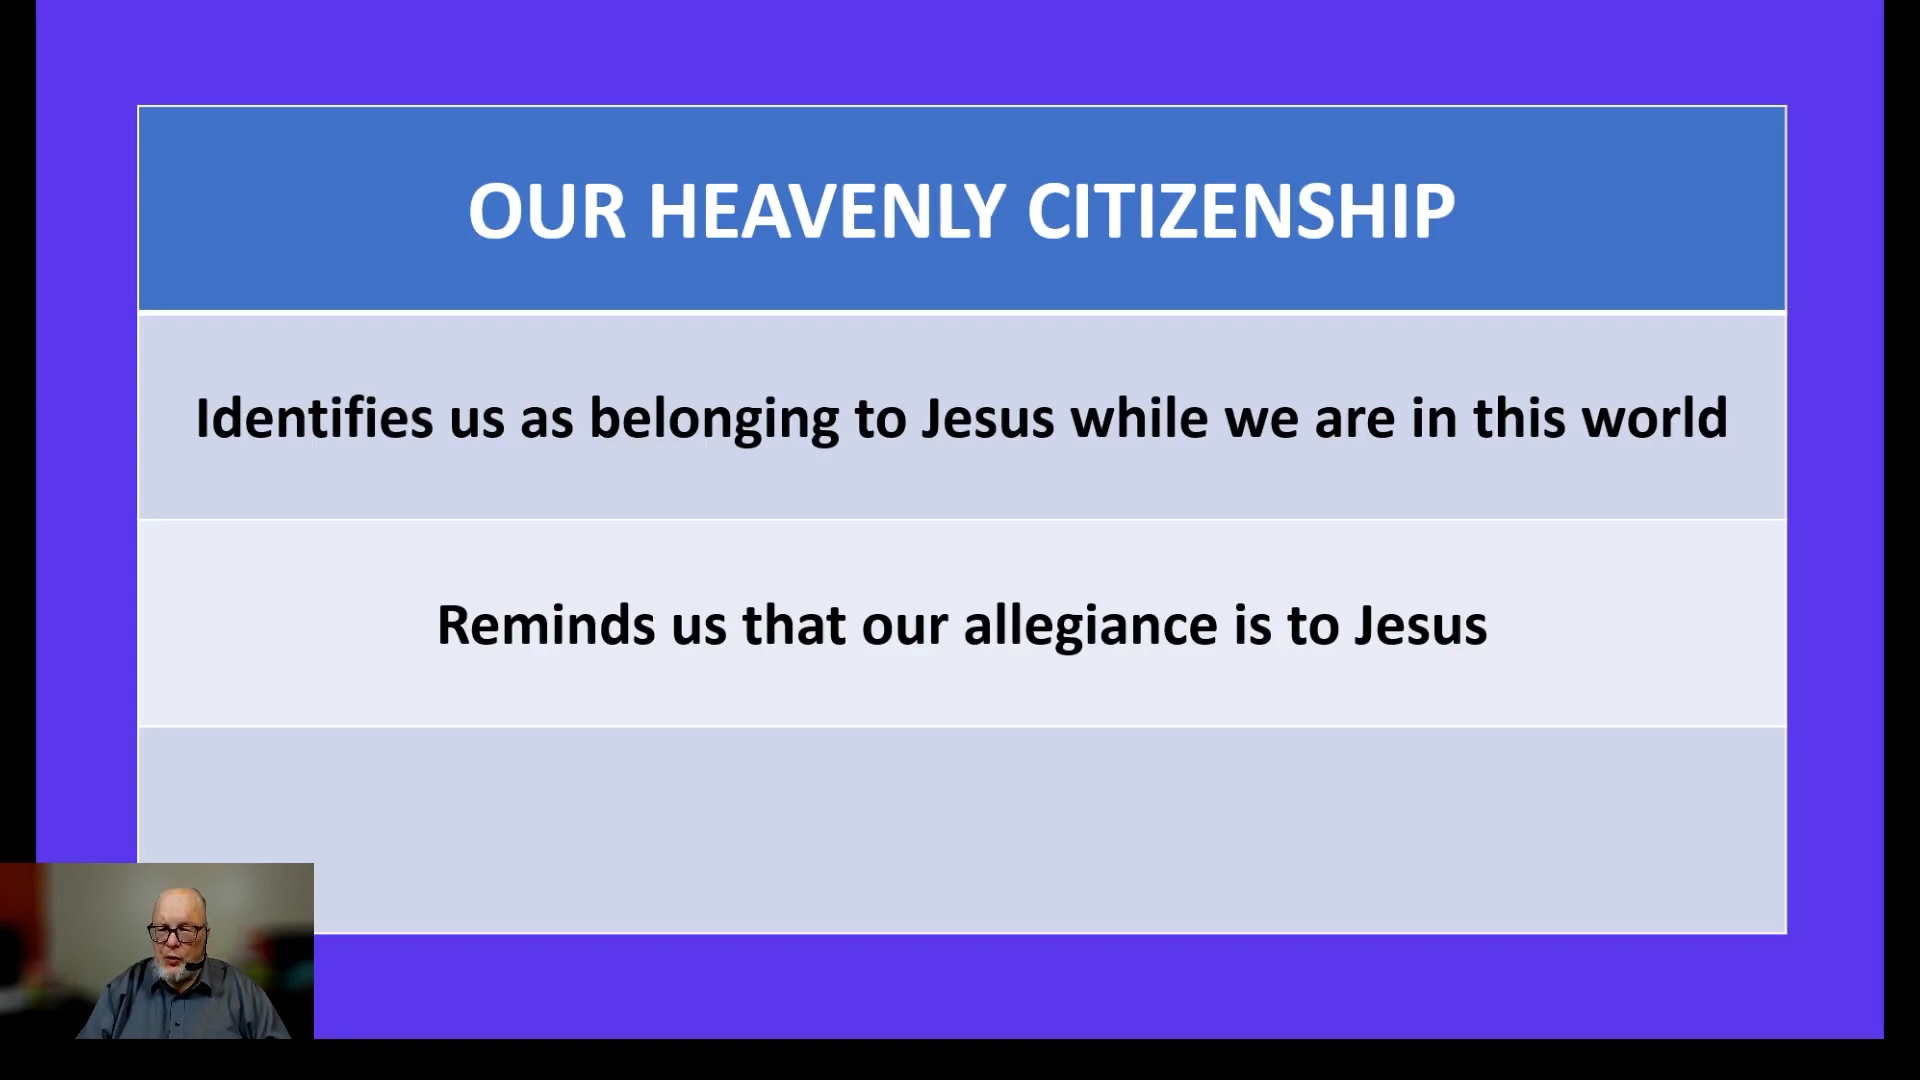 OUR HEAVENLY CITIZENSHIP
Identifies us as belonging to Jesus while we are in this world
Reminds us that our allegiance is to Jesus